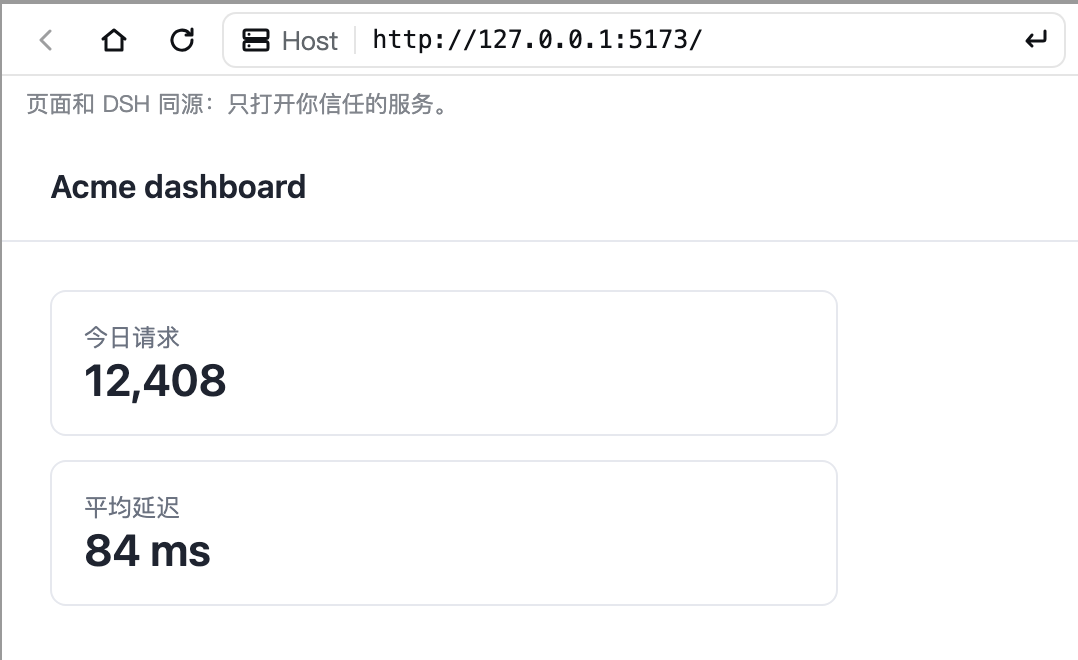 Host
http://127.0.0.1:5173/
页面和 DSH 同源：只打开你信任的服务。
Acme dashboard
今日请求
12,408
平均延迟
84 ms